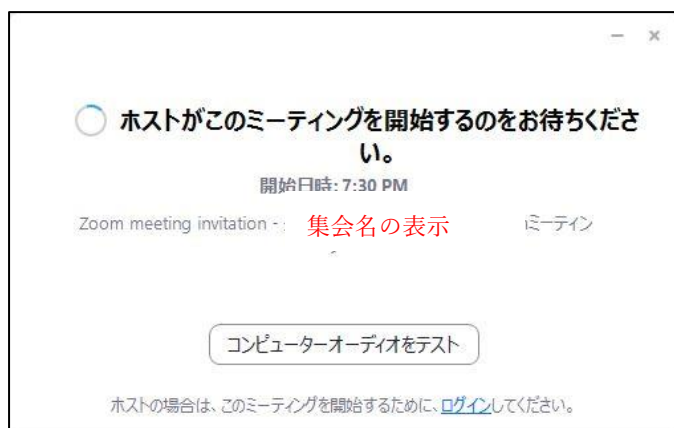 ホストがこのミーティングを開始するのをお待ちくださ
い。
開始日時: 7:30 PM
Zoom meeting invitation - 集会名の表示 ミーティン
コンピューターオーディオをテスト
ホストの場合は、このミーティングを開始するために、ログインしてください。